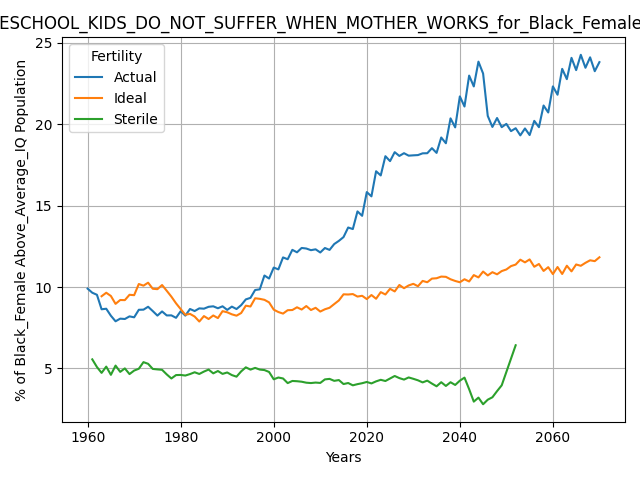 ESCHOOL_KIDS_DO_NOT_SUFFER_WHEN_MOTHER_WORKS_for_Black_Female
Fertility
Actual
Ideal
Sterile
% of Black_Female Above_Average_IQ Population
25
20
15
10
5
1960 1980 2000 2020 2040 2060
Years